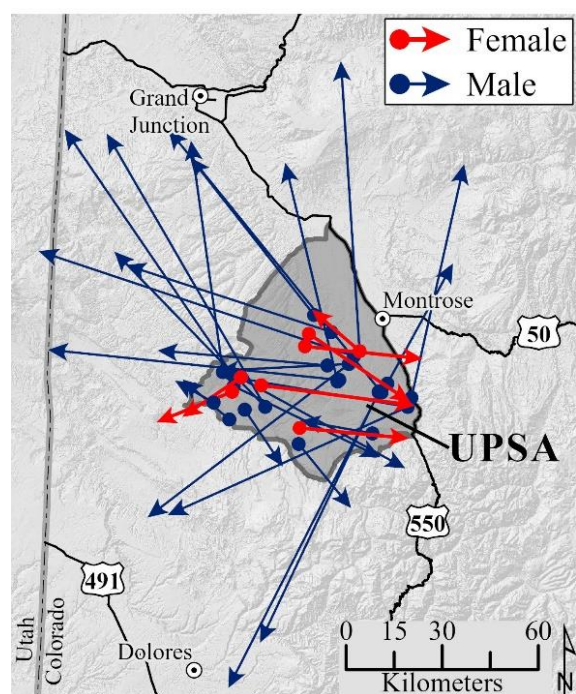 Female
Male
Grand
Junction
Montrose
50
UPSA
550
491
Utah
Colorado
Dolores
0 15 30 60
Kilometers
N